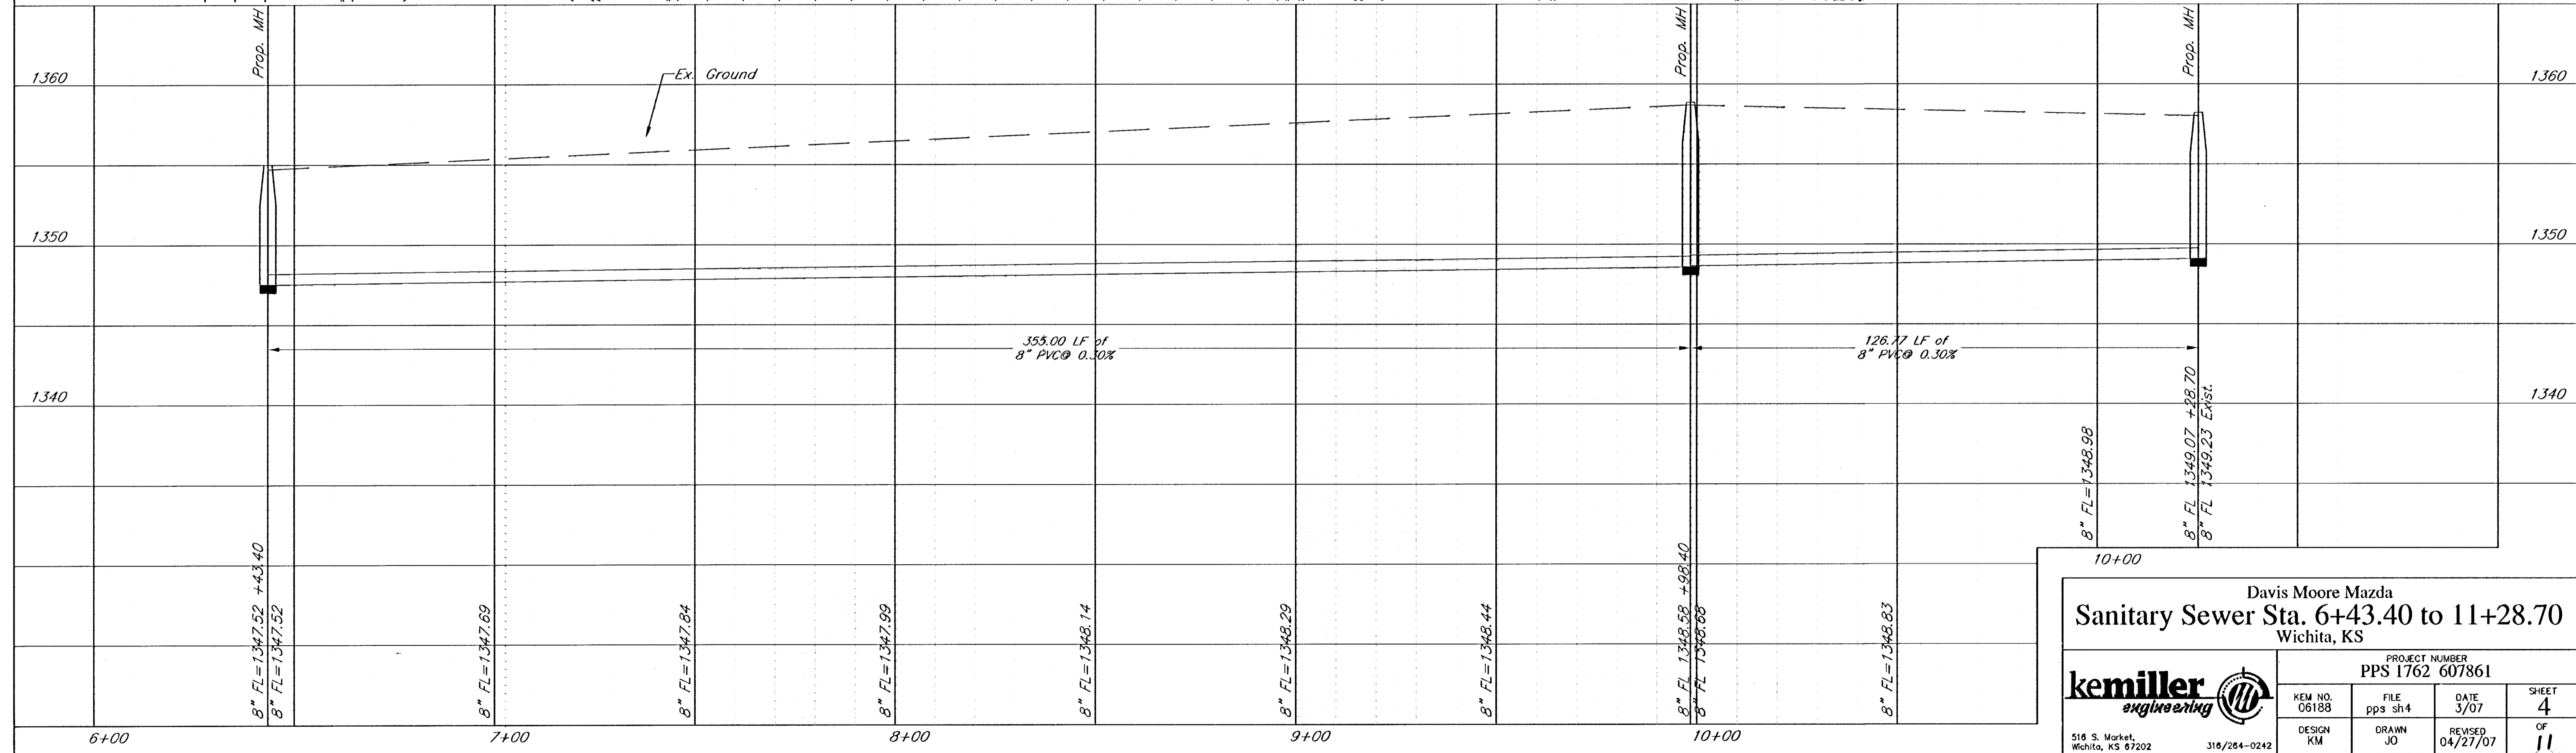 Prop. MH
Prop. MH
Prop. MH
1360
Ex. Ground
1360
1350
1350
355.00 LF of
8" PVC@ 0.30%
126.77 LF of
8" PVC@ 0.30%
1340
1340
8" FL=1347.52 +43.40
8" FL=1347.52
8" FL=1347.69
8" FL=1347.84
8" FL=1347.99
8" FL=1348.14
8" FL=1348.29
8" FL=1348.44
8" FL 1348.58 +98.40
8" FL 1348.68
8" FL=1348.83
8" FL=1348.98
8" FL 1349.07 +28.70
8" FL 1349.23 Exist.
10+00
6+00
7+00
8+00
9+00
10+00
Davis Moore Mazda
Sanitary Sewer Sta. 6+43.40 to 11+28.70
Wichita, KS
kemiller
engineering
516 S. Market,
Wichita, KS 67202
316/264-0242
PROJECT NUMBER
PPS 1762 607861
KEM NO.
06188
FILE
pps sh4
DATE
3/07
SHEET
4
DESIGN
KM
DRAWN
JO
REVISED
04/27/07
OF
11